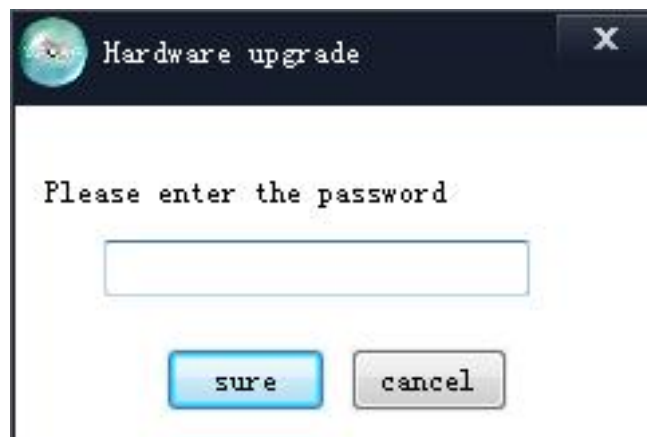 Hardware upgrade
X
Please enter the password
sure
cancel